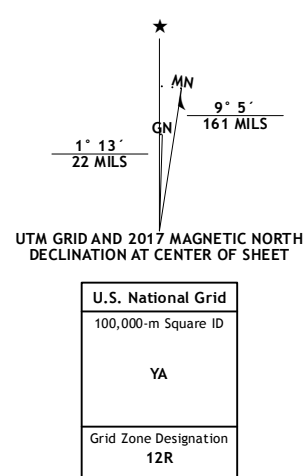 ★
MN
GN
9° 5´
161 MILS
1° 13´
22 MILS
UTM GRID AND 2017 MAGNETIC NORTH
DECLINATION AT CENTER OF SHEET
U.S. National Grid
100,000-m Square ID
YA
Grid Zone Designation
12R